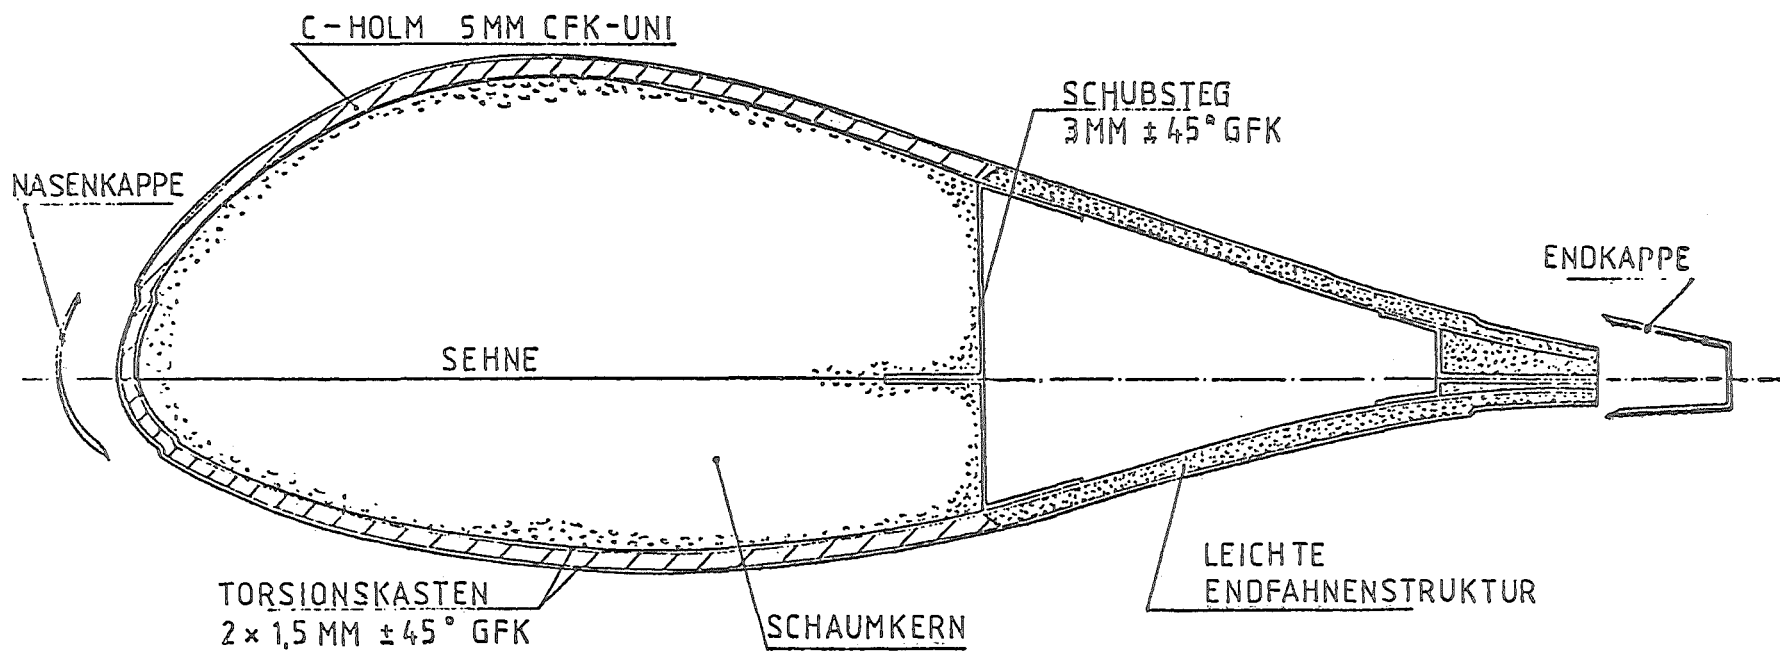 C-HOLM 5MM CFK-UNI
SCHUBSTEG
3MM ± 45° GFK
NASENKAPPE
ENDKAPPE
SEHNE
LEICHTE
ENDFAHNENSTRUKTUR
TORSIONSKASTEN
2 x 1,5 MM ± 45° GFK
SCHAUMKERN